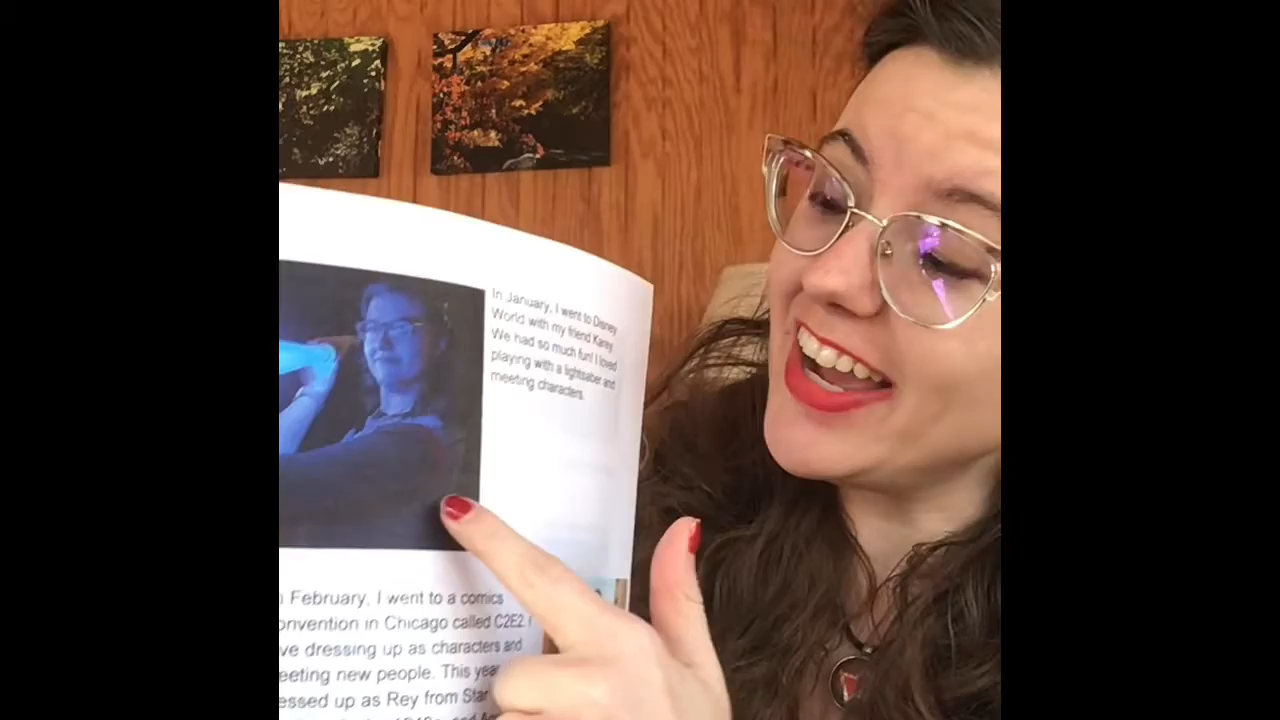 In January, I went to Disney
World with my friend Karey.
We had so much fun! I loved
playing with a lightsaber and
meeting characters.
February, I went to a comics
onvention in Chicago called C2E2. I
ve dressing up as characters and
eeting new people. This year
essed up as Rey from Star